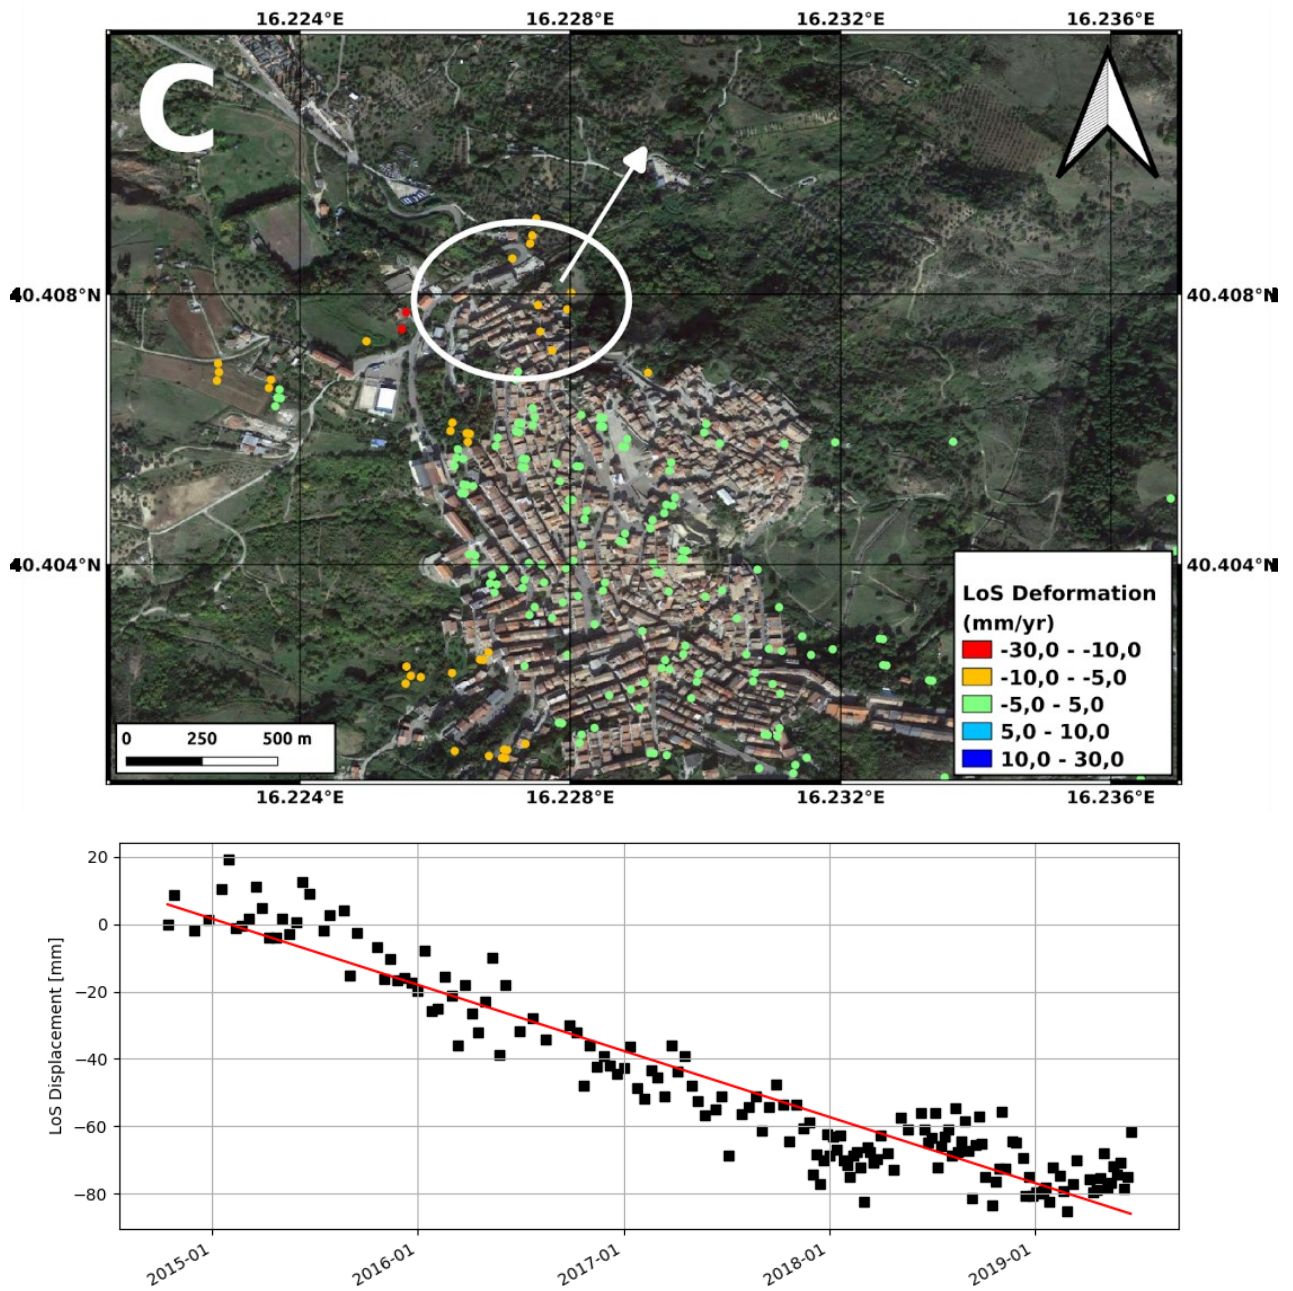 16.224°E 16.228°E 16.232°E 16.236°E
C
40.408°N 40.408°N
40.404°N 40.404°N
LoS Deformation
(mm/yr)
-30,0 - -10,0
-10,0 - -5,0
-5,0 - 5,0
5,0 - 10,0
10,0 - 30,0
0 250 500 m
16.224°E 16.228°E 16.232°E 16.236°E
LoS Displacement [mm]
20
0
−20
−40
−60
−80
2015-01 2016-01 2017-01 2018-01 2019-01